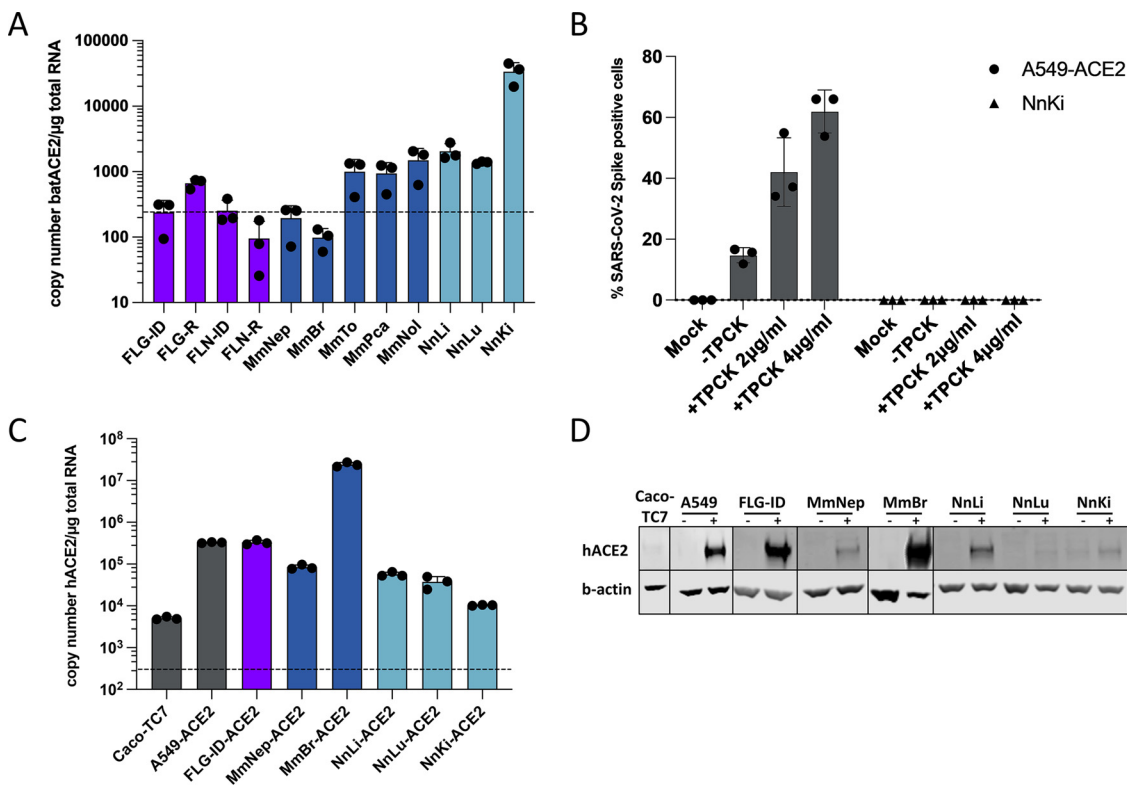 A
copy number batACE2/µg total RNA
100000
10000
1000
100
10
FLG-ID
FLG-R
FLN-ID
FLN-R
MmNep
MmBr
MmTo
MmPca
MmNol
NnLi
NnLu
NnKi
B
% SARS-CoV-2 Spike positive cells
80
60
40
20
0
A549-ACE2
NnKi
Mock
-TPCK
+TPCK 2µg/ml
+TPCK 4µg/ml
Mock
-TPCK
+TPCK 2µg/ml
+TPCK 4µg/ml
C
copy number hACE2/µg total RNA
10⁸
10⁷
10⁶
10⁵
10⁴
10³
10²
Caco-TC7
A549-ACE2
FLG-ID-ACE2
MmNep-ACE2
MmBr-ACE2
NnLi-ACE2
NnLu-ACE2
NnKi-ACE2
D
Caco-
TC7
A549
FLG-ID
MmNep
MmBr
NnLi
NnLu
NnKi
- + - + - + - + - + - + - +
hACE2
b-actin